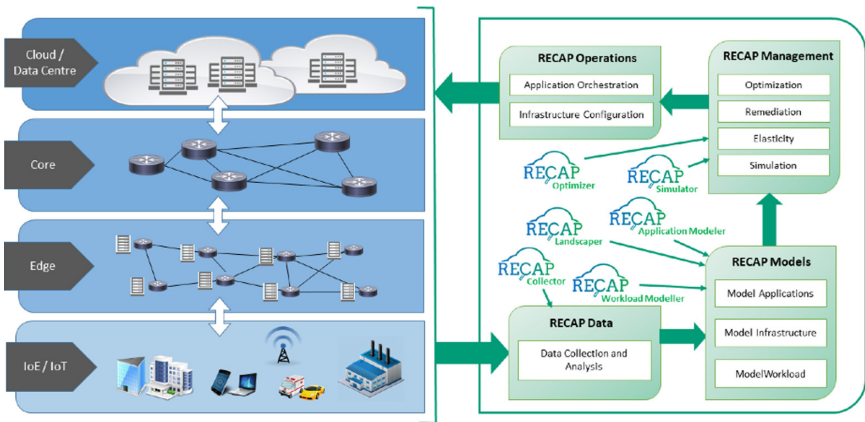 Cloud /
Data Centre
Core
Edge
IoE / IoT
RECAP Operations
Application Orchestration
Infrastructure Configuration
RECAP Management
Optimization
Remediation
Elasticity
Simulation
RECAP
Optimizer
RECAP
Simulator
RECAP
Landscaper
RECAP
Application Modeler
RECAP
Collector
RECAP
Workload Modeller
RECAP Models
Model Applications
Model Infrastructure
ModelWorkload
RECAP Data
Data Collection and
Analysis